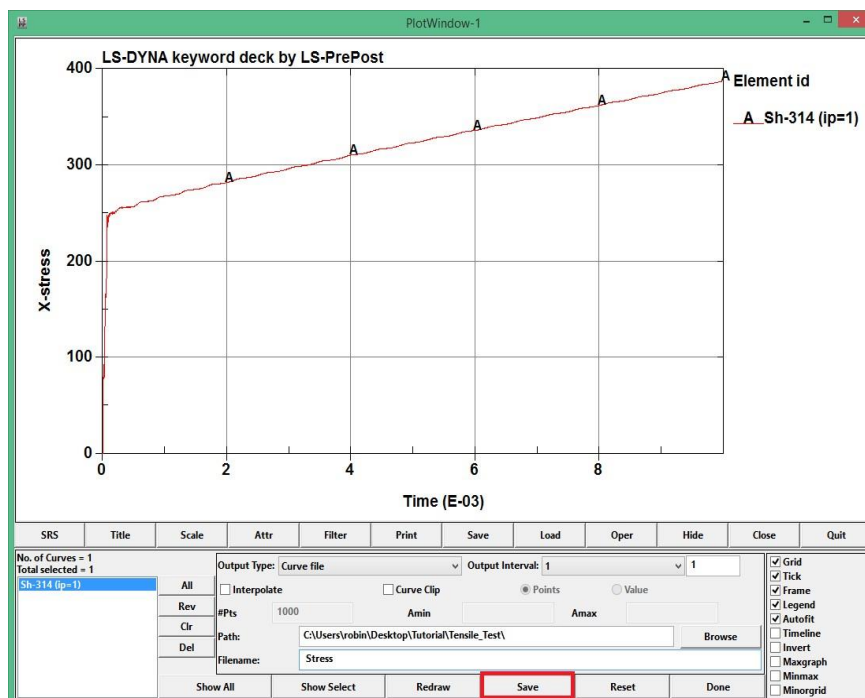 PlotWindow-1
LS-DYNA keyword deck by LS-PrePost
400
300
200
100
0
X-stress
0 2 4 6 8
Time (E-03)
A A A A A
Element id
A Sh-314 (ip=1)
SRS Title Scale Attr Filter Print Save Load Oper Hide Close Quit
No. of Curves = 1
Total selected = 1
Sh-314 (ip=1)
All
Rev
Clr
Del
Output Type: Curve file Output Interval: 1 1
Interpolate Curve Clip Points Value
#Pts 1000 Amin Amax
Path: C:\Users\robin\Desktop\Tutorial\Tensile_Test\ Browse
Filename: Stress
Show All Show Select Redraw Save Reset Done
Grid
Tick
Frame
Legend
Autofit
Timeline
Invert
Maxgraph
Minmax
Minorgrid